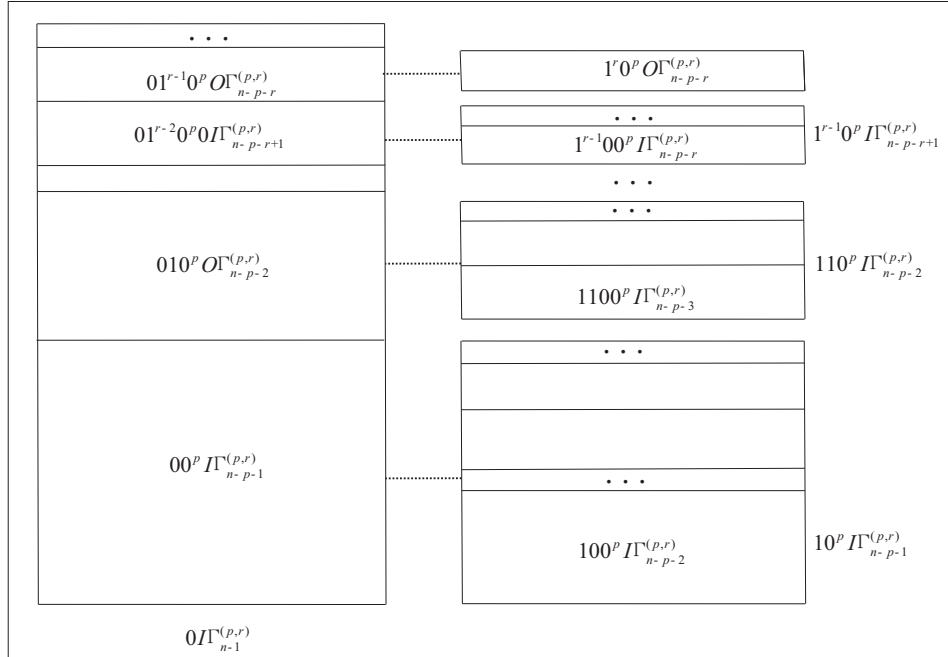 . . .
01^{r-1}0^p OΓ^{(p,r)}_{n-p-r}
1^r0^p OΓ^{(p,r)}_{n-p-r}
01^{r-2}0^p0IΓ^{(p,r)}_{n-p-r+1}
. . .
1^{r-1}00^p IΓ^{(p,r)}_{n-p-r}
1^{r-1}0^p IΓ^{(p,r)}_{n-p-r+1}
. . .
. . .
010^p OΓ^{(p,r)}_{n-p-2}
110^p IΓ^{(p,r)}_{n-p-2}
1100^p IΓ^{(p,r)}_{n-p-3}
. . .
00^p IΓ^{(p,r)}_{n-p-1}
. . .
100^p IΓ^{(p,r)}_{n-p-2}
10^p IΓ^{(p,r)}_{n-p-1}
0IΓ^{(p,r)}_{n-1}